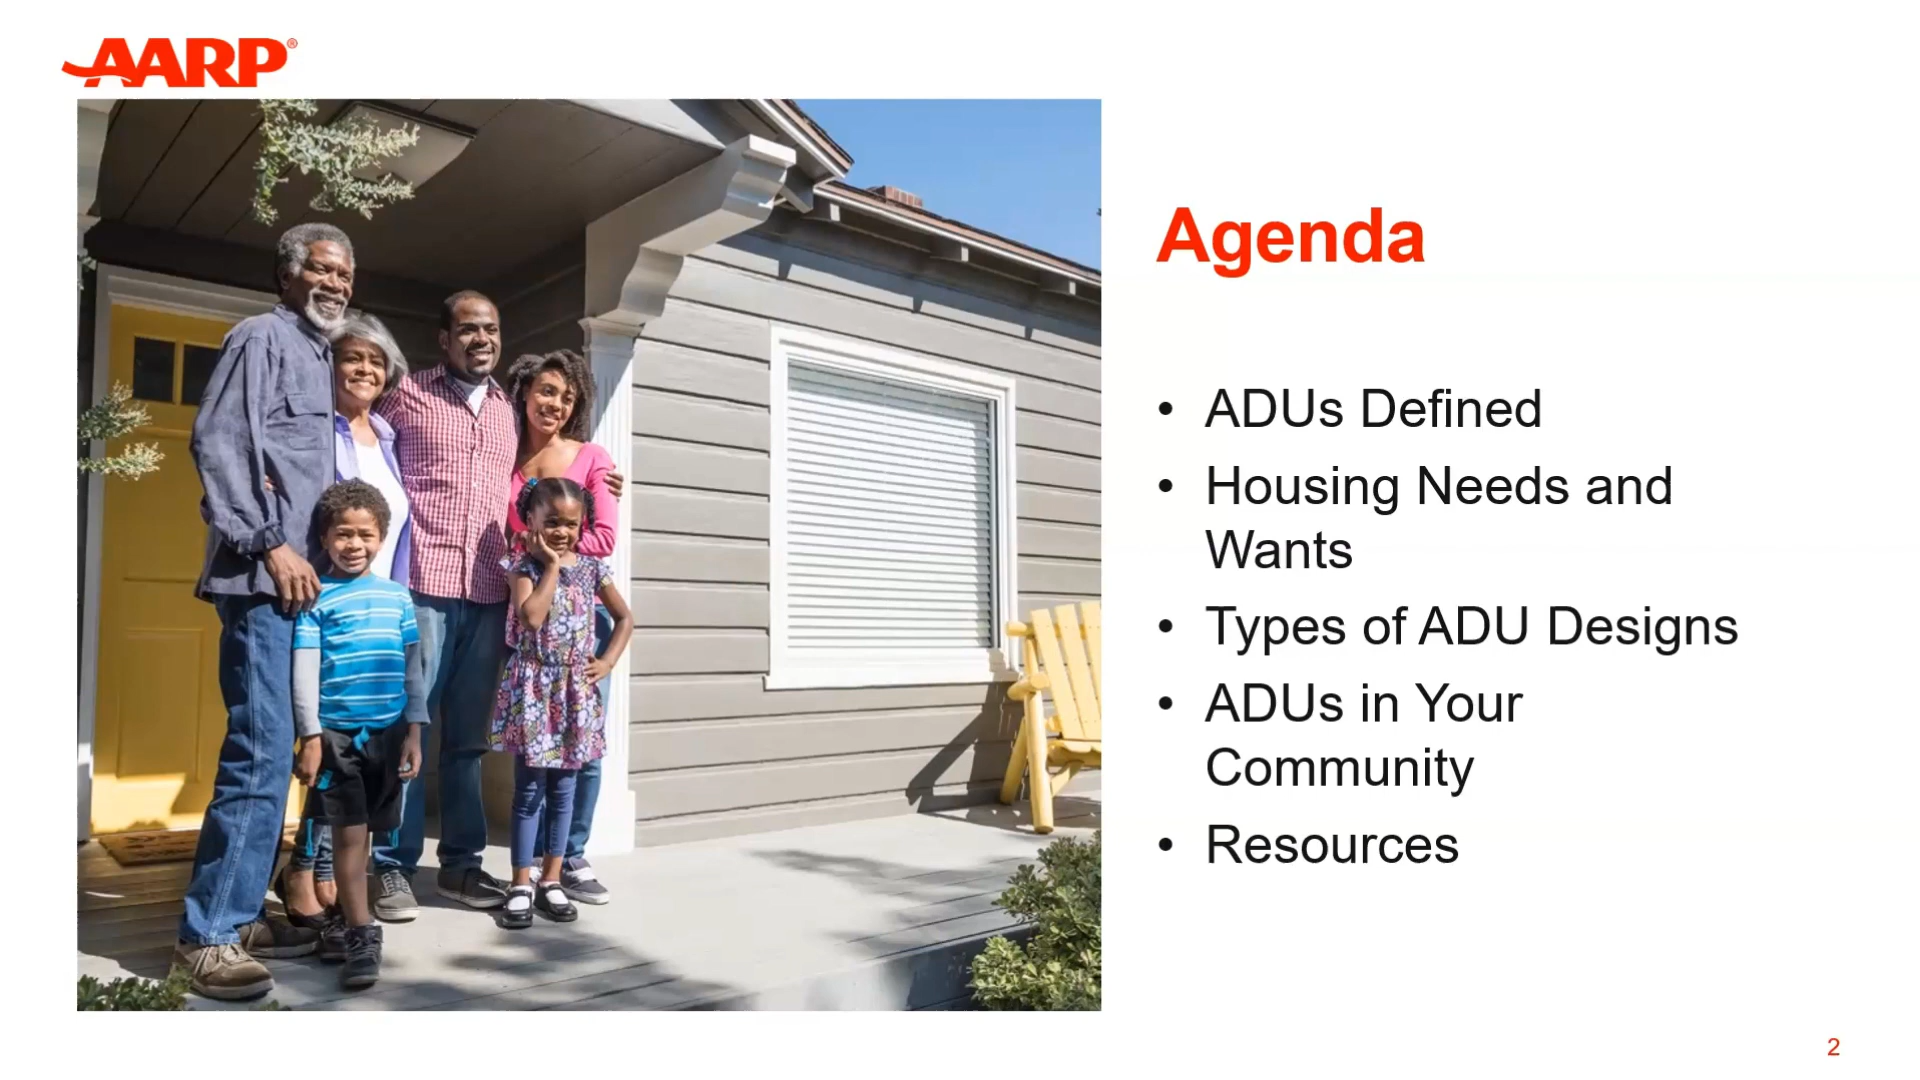 AARP®
Agenda
• ADUs Defined
• Housing Needs and
Wants
• Types of ADU Designs
• ADUs in Your
Community
• Resources
2